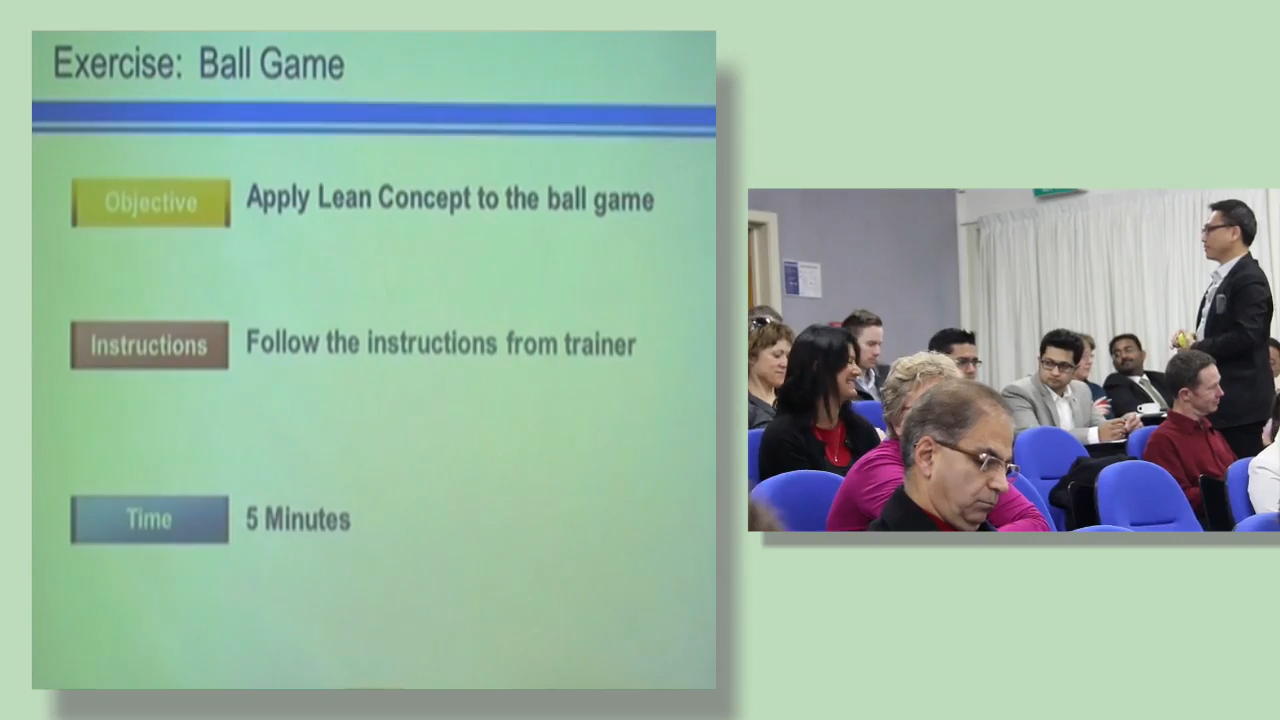 Exercise: Ball Game
Objective
Apply Lean Concept to the ball game
Instructions
Follow the instructions from trainer
Time
5 Minutes